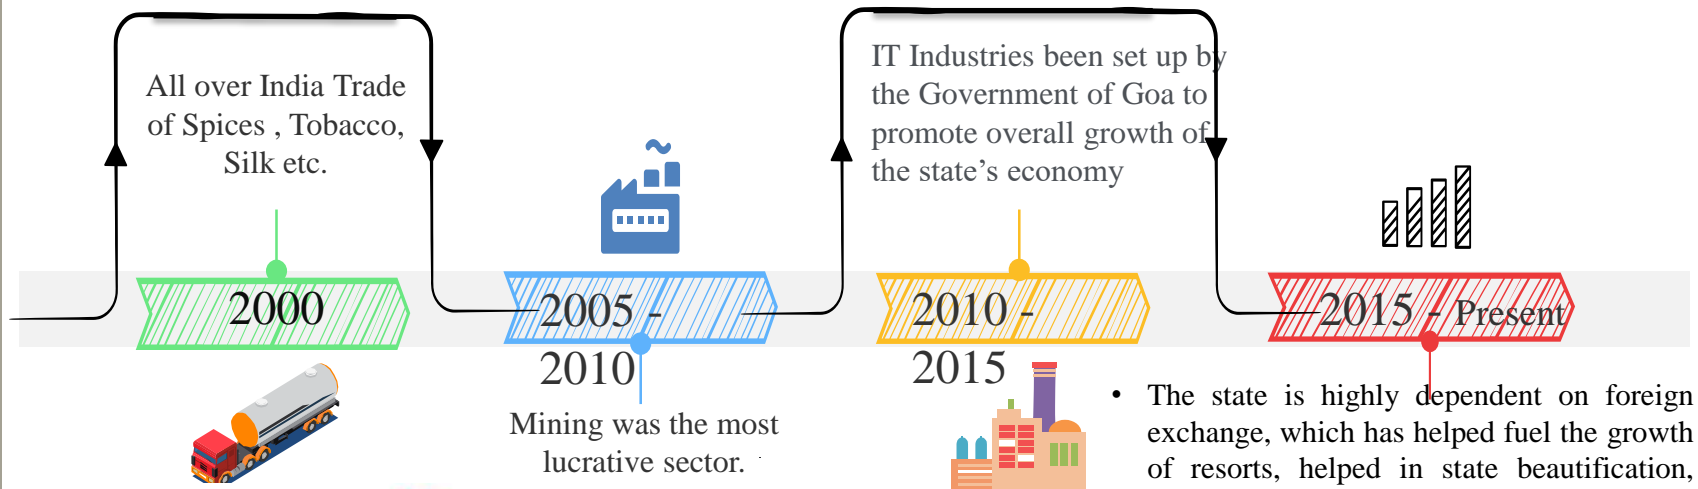 All over India Trade
of Spices , Tobacco,
Silk etc.
2000
2005 -
2010
Mining was the most
lucrative sector.
IT Industries been set up by
the Government of Goa to
promote overall growth of
the state’s economy
2010 -
2015
2015 - Present
• The state is highly dependent on foreign
exchange, which has helped fuel the growth
of resorts, helped in state beautification,